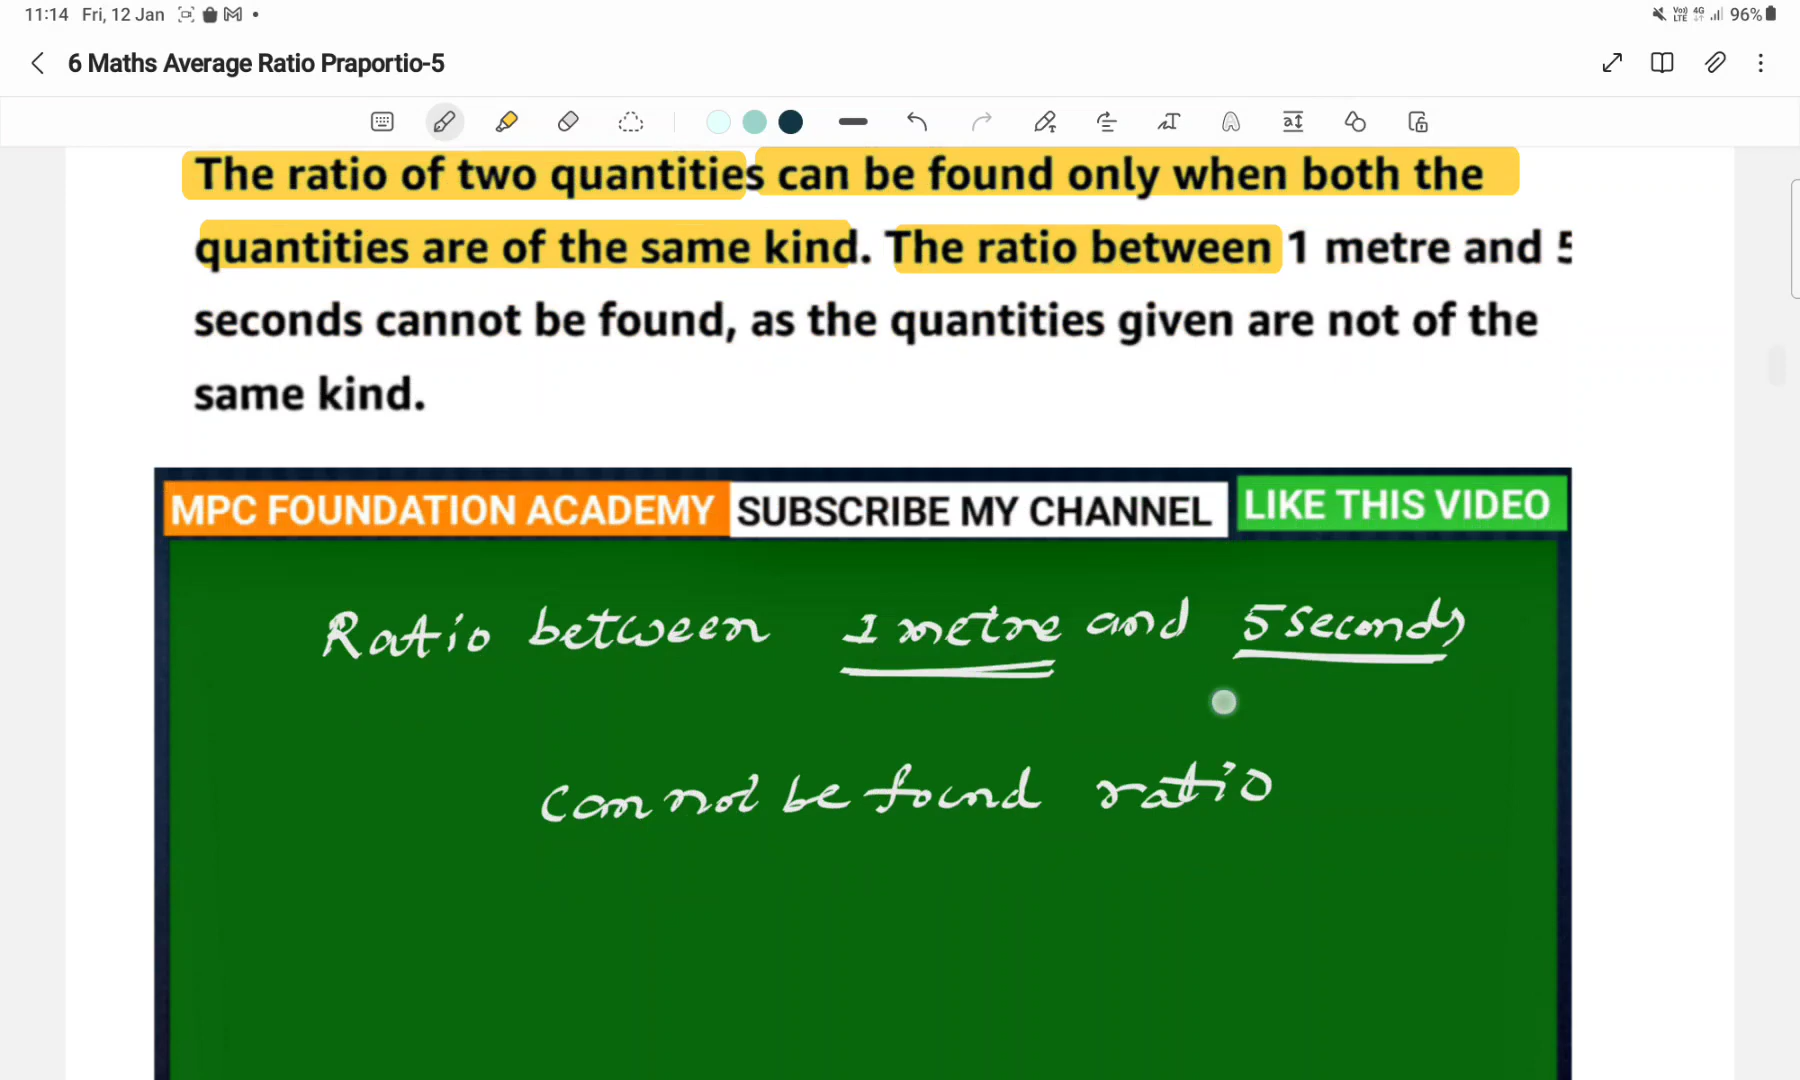 11:14 Fri, 12 Jan 96%
6 Maths Average Ratio Praportio-5
The ratio of two quantities can be found only when both the
quantities are of the same kind. The ratio between 1 metre and 5
seconds cannot be found, as the quantities given are not of the
same kind.
MPC FOUNDATION ACADEMY SUBSCRIBE MY CHANNEL LIKE THIS VIDEO
Ratio between 1 metre and 5 seconds
can not be found ratio